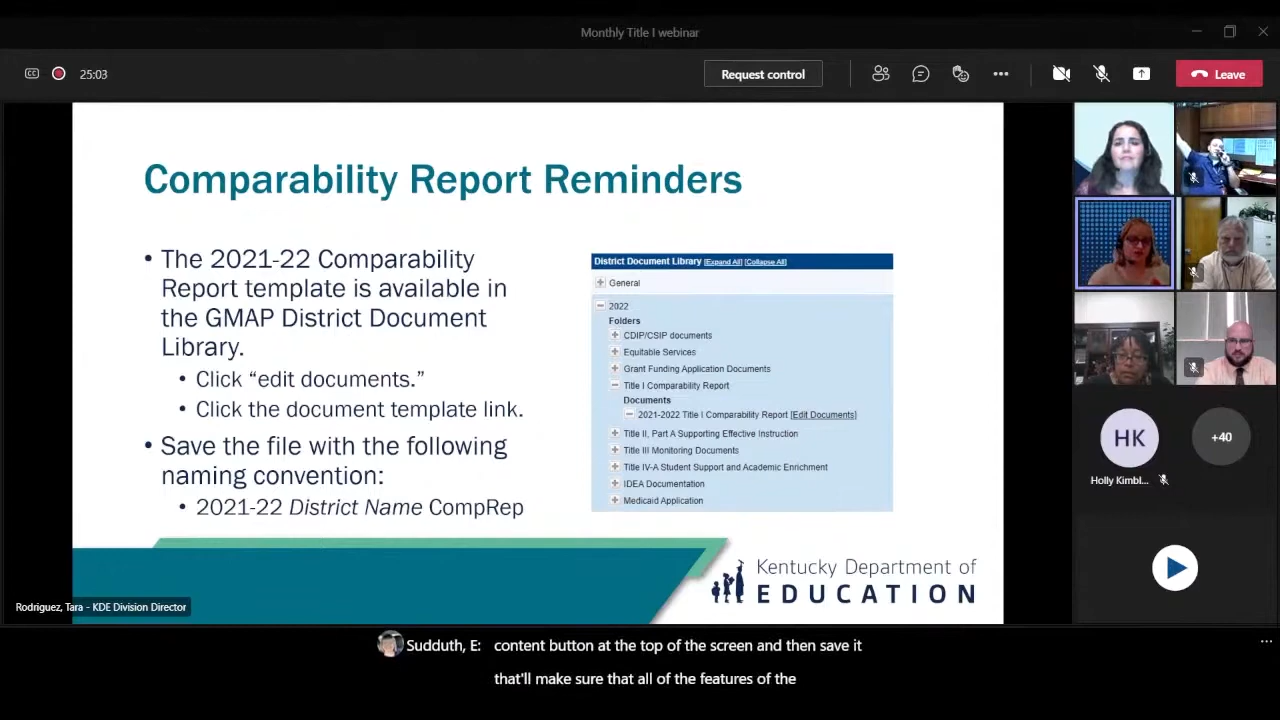 Monthly Title I webinar
CC
25:03
Request control
Leave
Comparability Report Reminders
• The 2021-22 Comparability
Report template is available in
the GMAP District Document
Library.
• Click “edit documents.”
• Click the document template link.
• Save the file with the following
naming convention:
• 2021-22 District Name CompRep
District Document Library [Expand All] [Collapse All]
General
2022
Folders
CDIP/CSIP documents
Equitable Services
Grant Funding Application Documents
Title I Comparability Report
Documents
2021-2022 Title I Comparability Report [Edit Documents]
Title II, Part A Supporting Effective Instruction
Title III Monitoring Documents
Title IV-A Student Support and Academic Enrichment
IDEA Documentation
Medicaid Application
Kentucky Department of
EDUCATION
HK
+40
Holly Kimbl...
Rodriguez, Tara - KDE Division Director
Sudduth, E: content button at the top of the screen and then save it
that'll make sure that all of the features of the